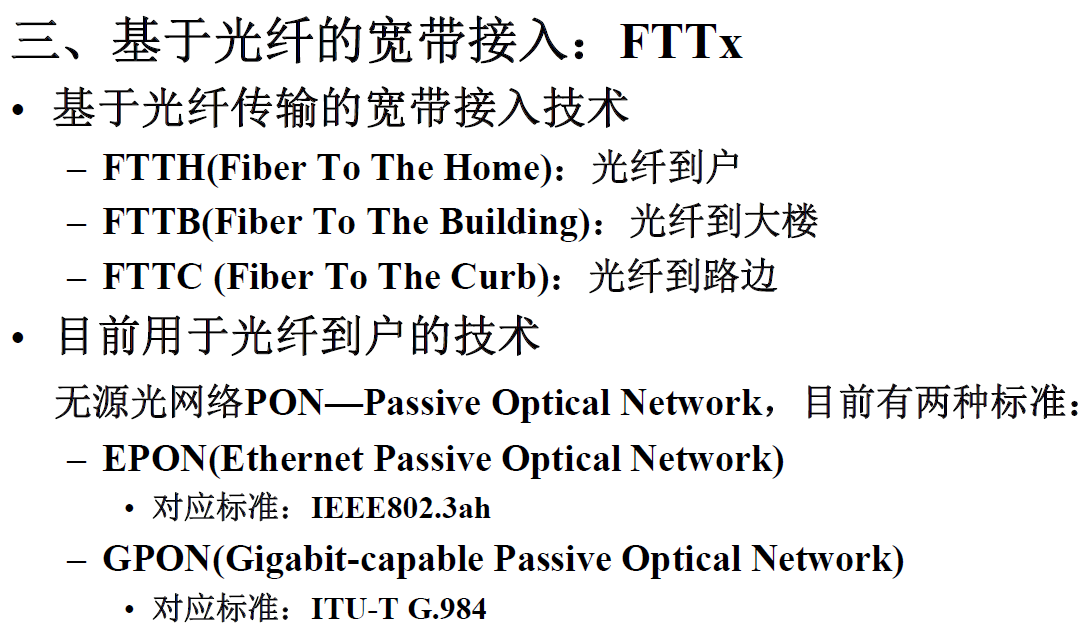 三、基于光纤的宽带接入：FTTx
• 基于光纤传输的宽带接入技术
– FTTH(Fiber To The Home)：光纤到户
– FTTB(Fiber To The Building)：光纤到大楼
– FTTC (Fiber To The Curb)：光纤到路边
• 目前用于光纤到户的技术
无源光网络PON—Passive Optical Network，目前有两种标准：
– EPON(Ethernet Passive Optical Network)
• 对应标准：IEEE802.3ah
– GPON(Gigabit-capable Passive Optical Network)
• 对应标准：ITU-T G.984